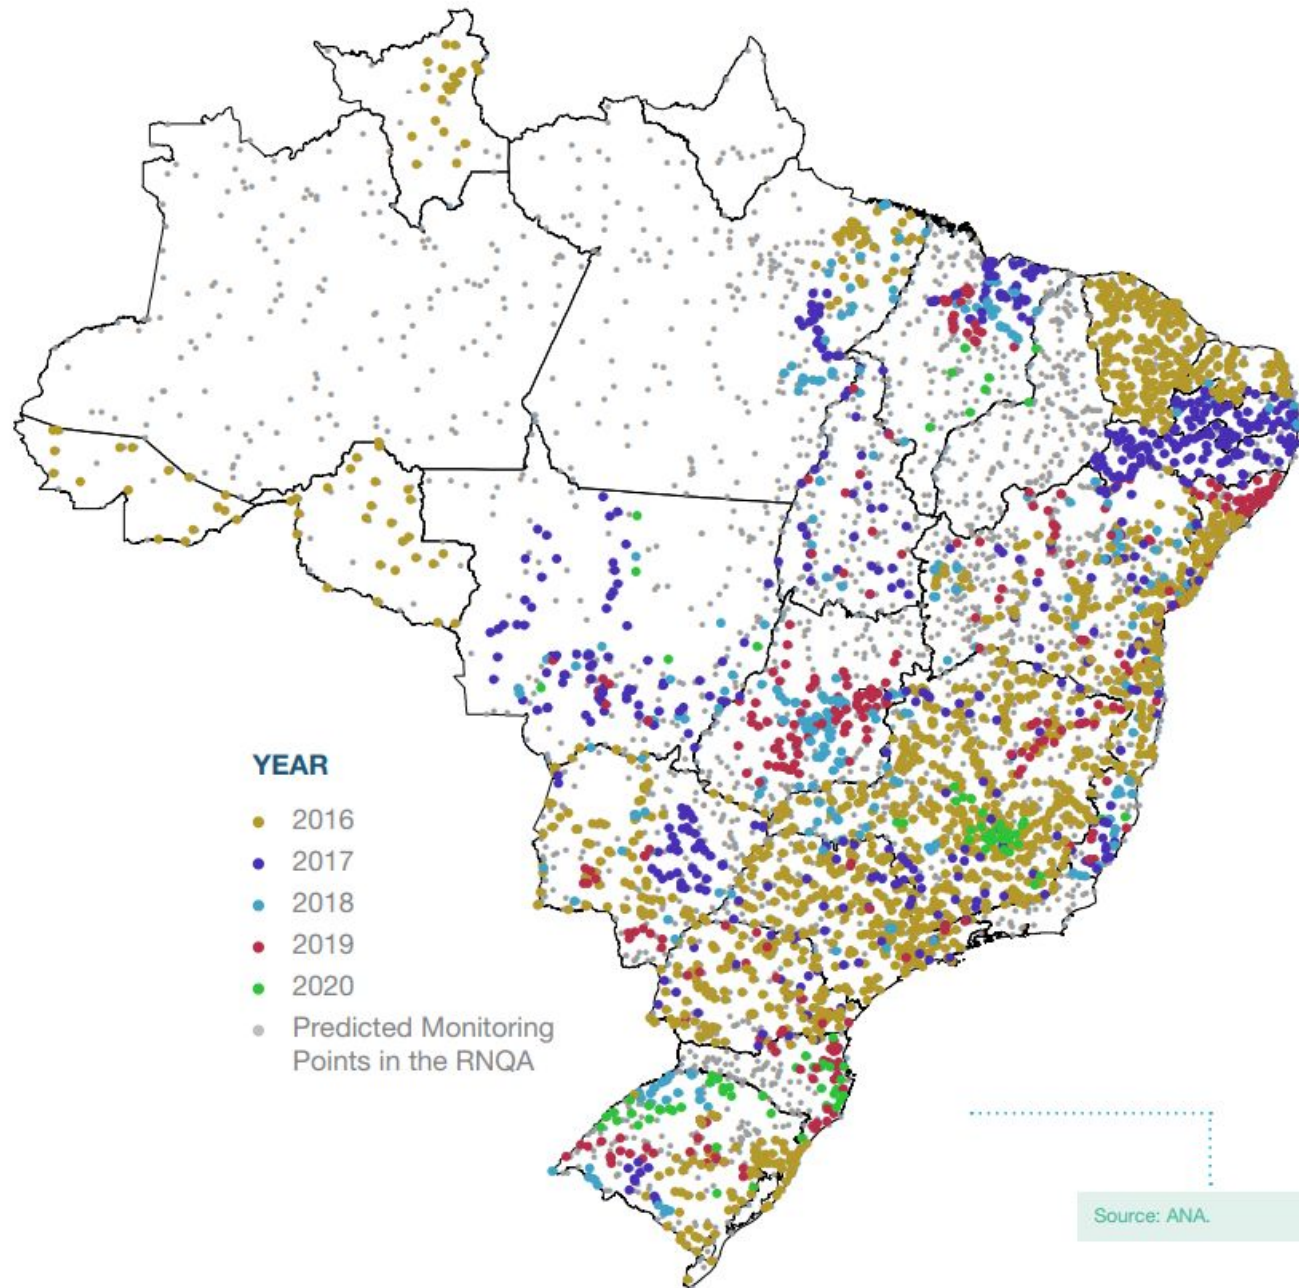 YEAR
2016
2017
2018
2019
2020
Predicted Monitoring
Points in the RNQA
Source: ANA.